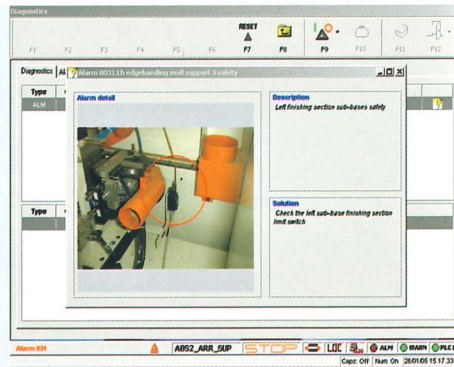 Diagnostics
RESET
F1 F2 F3 F4 F5 F6 F7 F8 F9 F10 F11 F12
Diagnostics
Alarm 0031:Lh edgebanding mall support 3 safety
Type
ALM
Alarm detail
Description
Left finishing section sub-bases safety
Solution
Check the left sub-base finishing section
limit switch
Type
Alarm 031
AB52_ARR_SUP
STOP
LOC
ALM
WARN
PLC
Caps: Off
Num: On
26/01/05 15.17.33